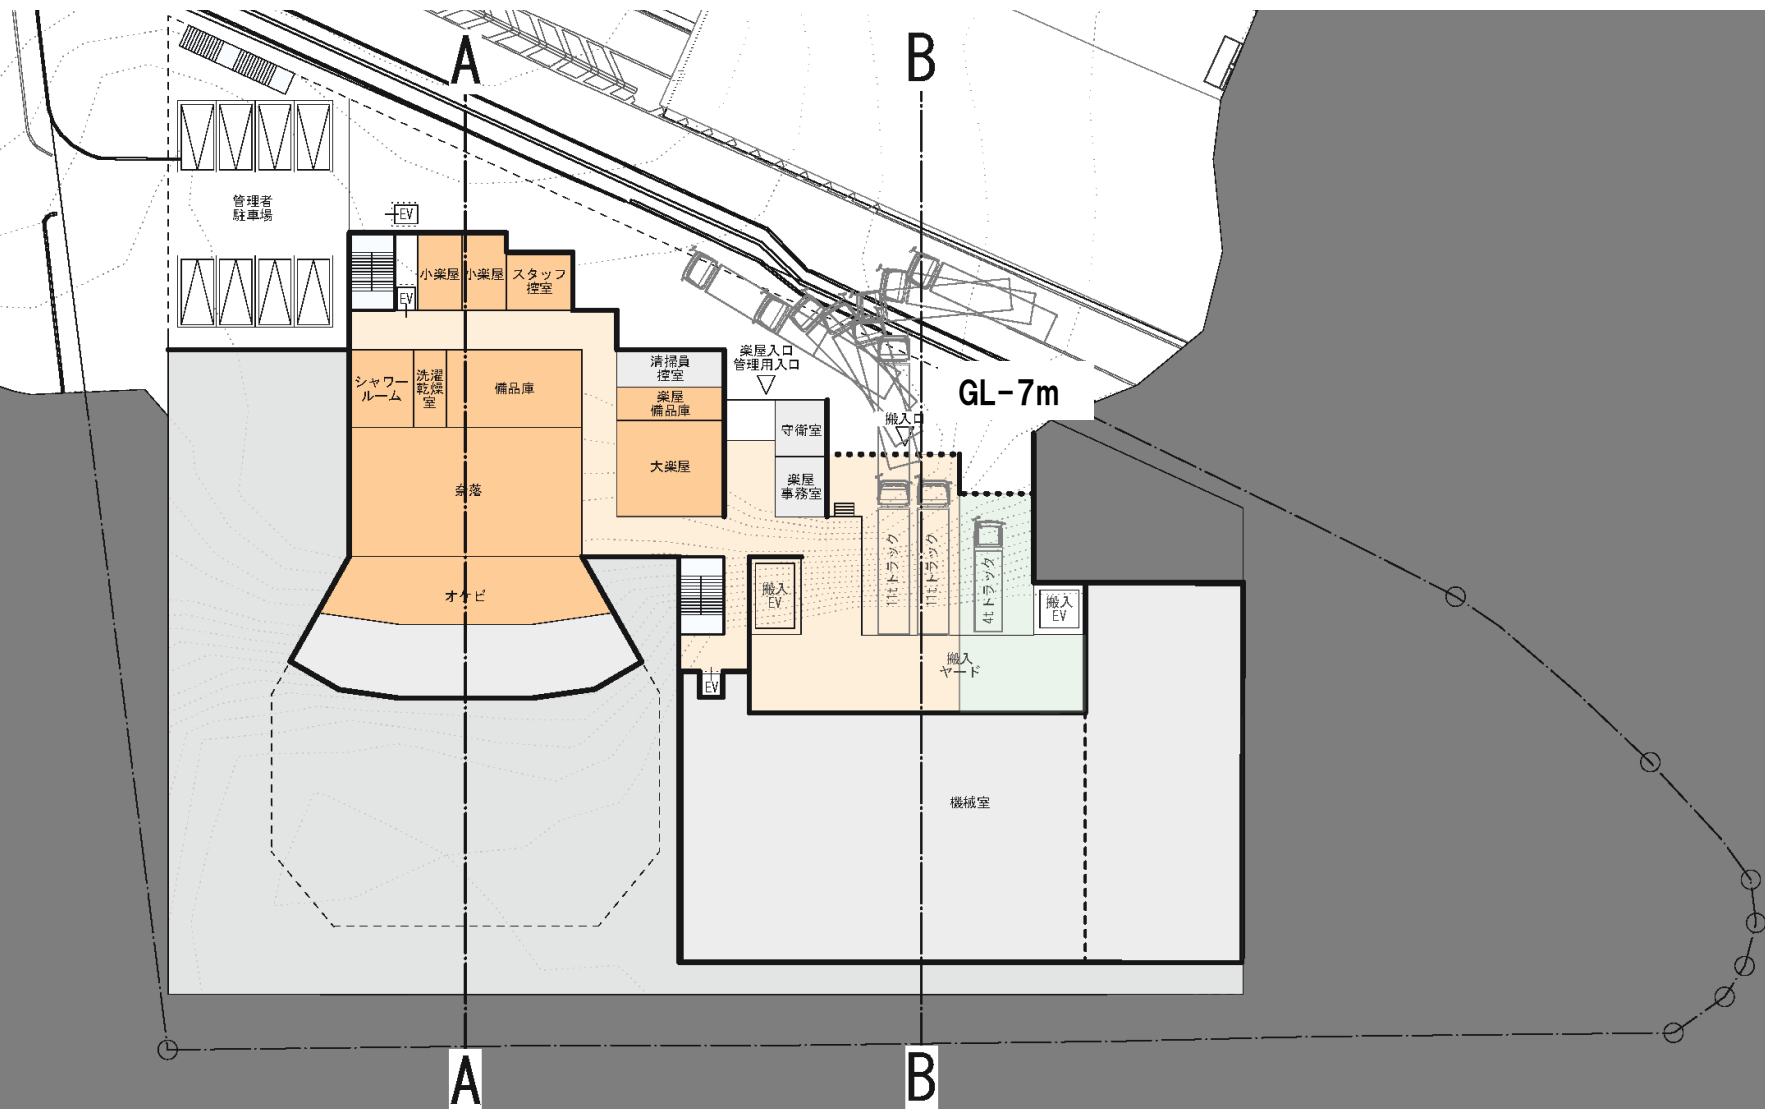 A
B
管理者
駐車場
EV
小楽屋
小楽屋
スタッフ
控室
EV
清掃員
控室
楽屋入口
管理用入口
シャワー
ルーム
洗濯
乾燥
室
備品庫
楽屋
備品庫
GL-7m
搬入口
守衛室
大楽屋
奈落
楽屋
事務室
11tトラック
11tトラック
4tトラック
オケピ
搬入
EV
搬入
EV
搬入
ヤード
EV
機械室
A
B